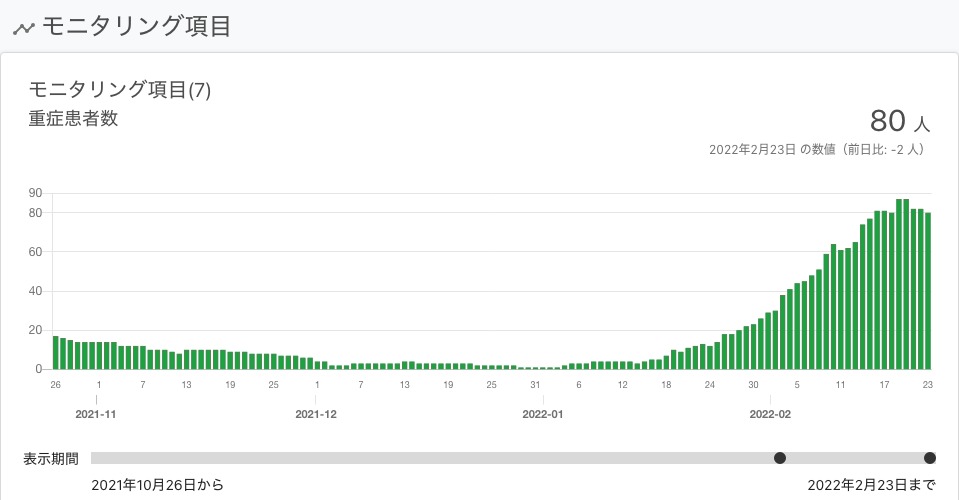 モニタリング項目
モニタリング項目(7)
重症患者数
80 人
2022年2月23日 の数値（前日比: -2 人）
90
80
60
40
20
0
26 1 7 13 19 25 1 7 13 19 25 31 6 12 18 24 30 5 11 17 23
2021-11 2021-12 2022-01 2022-02
表示期間
2021年10月26日から 2022年2月23日まで